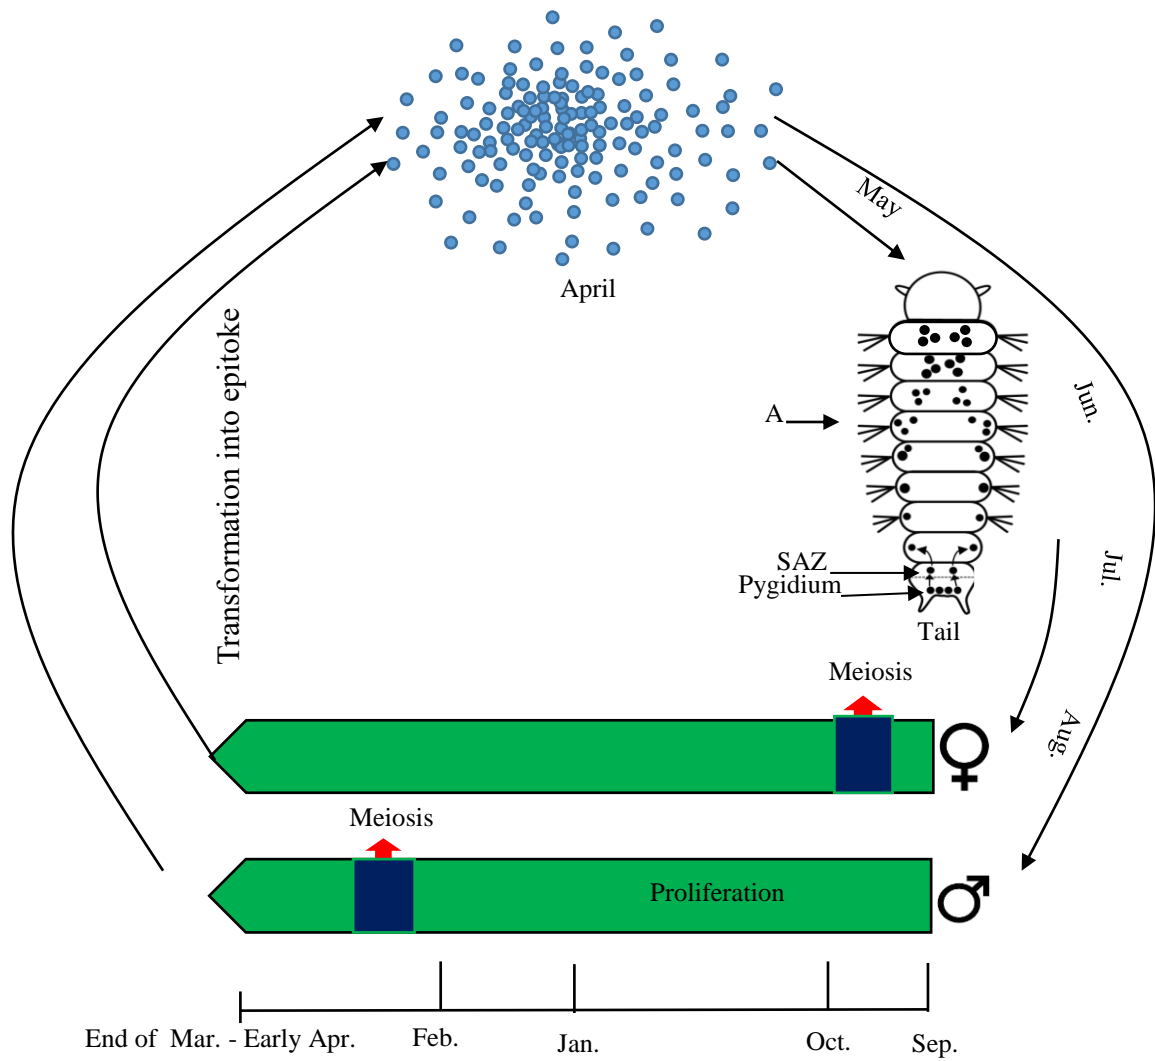 April
May
Jun.
Transformation into epitoke
A
Jul.
SAZ
Pygidium
Tail
Meiosis
Aug.
Meiosis
Proliferation
End of Mar. - Early Apr.
Feb.
Jan.
Oct.
Sep.